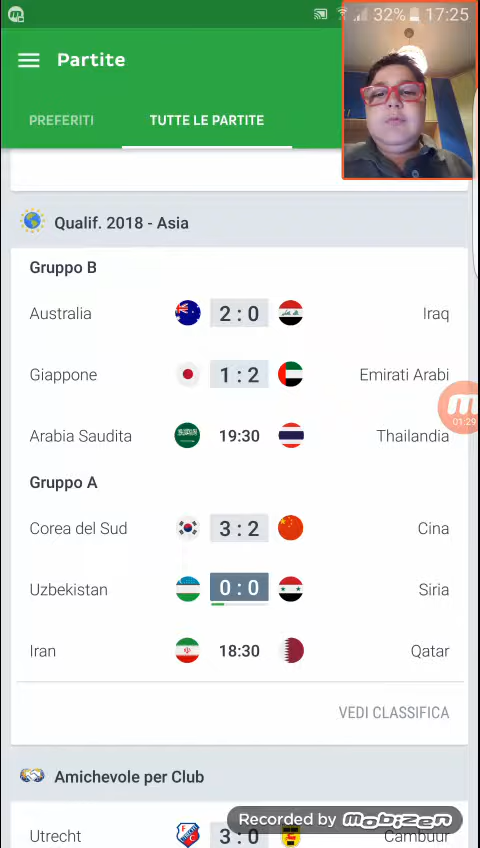 32% 17:25
Partite
PREFERITI TUTTE LE PARTITE
Qualif. 2018 - Asia
Gruppo B
Australia 2 : 0 Iraq
Giappone 1 : 2 Emirati Arabi
Arabia Saudita 19:30 Thailandia
01:29
Gruppo A
Corea del Sud 3 : 2 Cina
Uzbekistan 0 : 0 Siria
Iran 18:30 Qatar
VEDI CLASSIFICA
Amichevole per Club
Recorded by Mobizen
Utrecht 3 : 0 Cambuur